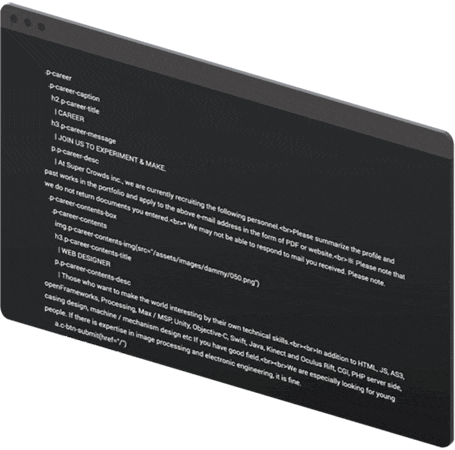 .p-career
.p-career-caption
h2.p-career-title
| CAREER
h3.p-career-message
| JOIN US TO EXPERIMENT & MAKE.
p.p-career-desc
| At Super Crowds inc., we are currently recruiting the following personnel.<br>Please summarize the profile and
past works in the portfolio and apply to the above e-mail address in the form of PDF or website.<br> Please note that
we do not return documents you entered.<br>* We may not be able to respond to mail you received. Please note.
.p-career-contents-box
.p-career-contents
img.p-career-contents-img(src="/assets/images/dammy/050.png")
h3.p-career-contents-title
| WEB DESIGNER
p.p-career-contents-desc
| Those who want to make the world interesting by their own technical skills.<br><br>In addition to HTML, JS, AS3,
openFrameworks, Processing, Max / MSP, Unity, Objective-C, Swift, Java, Kinect and Oculus Rift, CGI, PHP server side,
casing design, machine / mechanism design etc If you have good field.<br><br>We are especially looking for young
people. If there is expertise in image processing and electronic engineering, it is fine.
a.c-btn-submit(href="/")